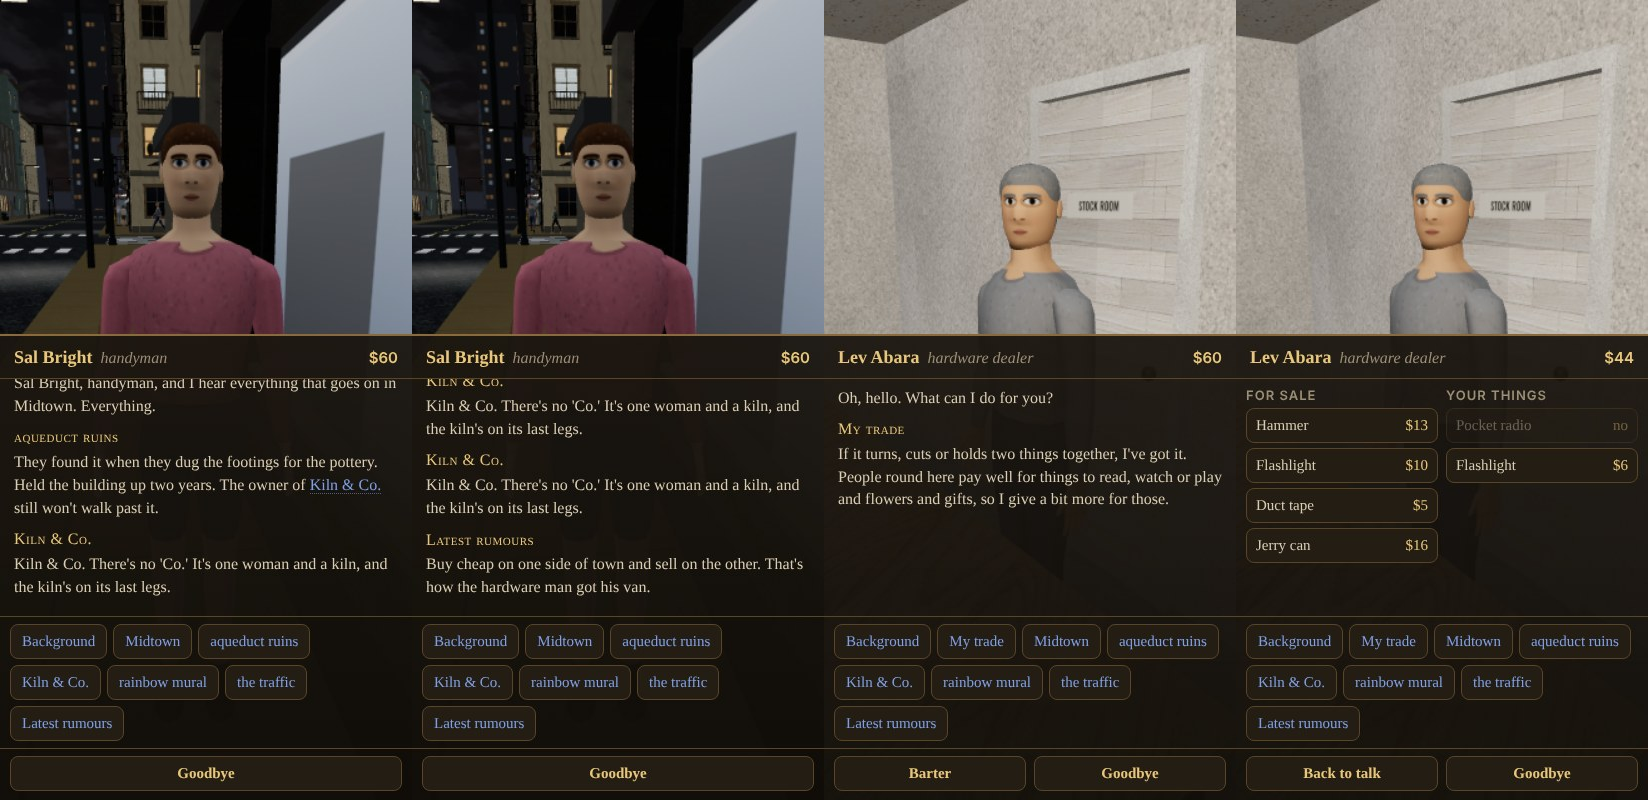 Sal Bright handyman $60
Sal Bright, handyman, and I hear everything that goes on in
Midtown. Everything.
AQUEDUCT RUINS
They found it when they dug the footings for the pottery.
Held the building up two years. The owner of Kiln & Co.
still won't walk past it.
KILN & CO.
Kiln & Co. There's no 'Co.' It's one woman and a kiln, and
the kiln's on its last legs.
Background Midtown aqueduct ruins
Kiln & Co. rainbow mural the traffic
Latest rumours
Goodbye
Sal Bright handyman $60
KILN & CO.
Kiln & Co. There's no 'Co.' It's one woman and a kiln, and
the kiln's on its last legs.
KILN & CO.
Kiln & Co. There's no 'Co.' It's one woman and a kiln, and
the kiln's on its last legs.
LATEST RUMOURS
Buy cheap on one side of town and sell on the other. That's
how the hardware man got his van.
Background Midtown aqueduct ruins
Kiln & Co. rainbow mural the traffic
Latest rumours
Goodbye
STOCK ROOM
Lev Abara hardware dealer $60
Oh, hello. What can I do for you?
MY TRADE
If it turns, cuts or holds two things together, I've got it.
People round here pay well for things to read, watch or play
and flowers and gifts, so I give a bit more for those.
Background My trade Midtown aqueduct ruins
Kiln & Co. rainbow mural the traffic
Latest rumours
Barter Goodbye
STOCK ROOM
Lev Abara hardware dealer $44
FOR SALE YOUR THINGS
Hammer $13 Pocket radio no
Flashlight $10 Flashlight $6
Duct tape $5
Jerry can $16
Background My trade Midtown aqueduct ruins
Kiln & Co. rainbow mural the traffic
Latest rumours
Back to talk Goodbye